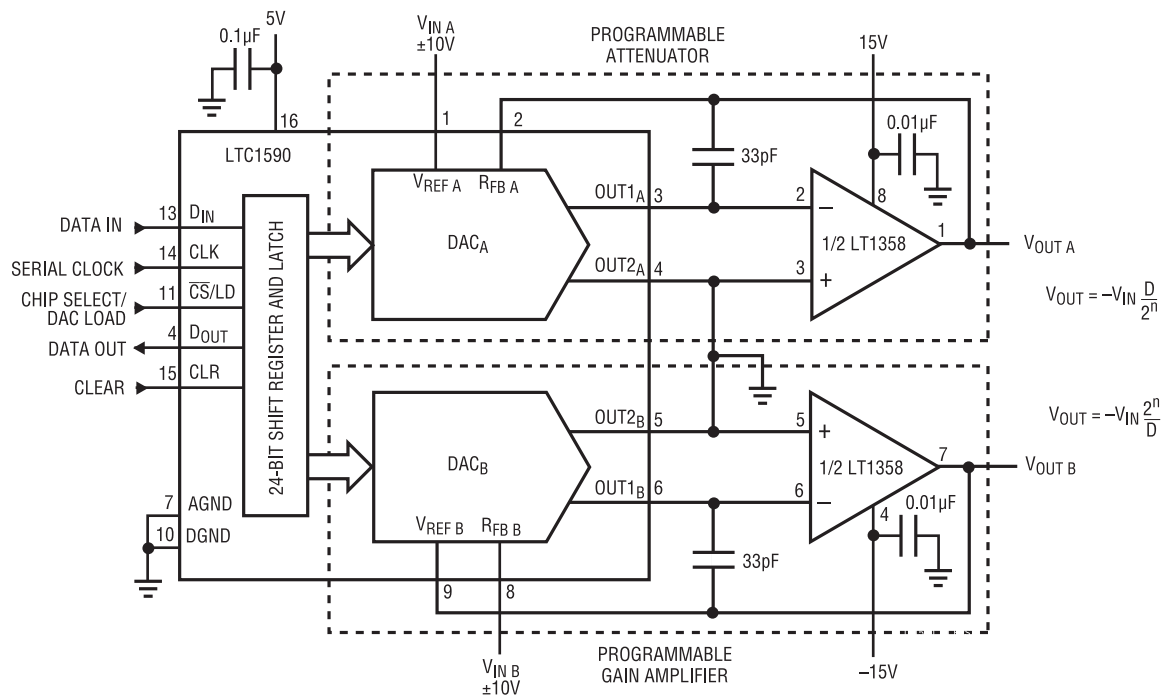 5V
0.1µF
V_IN A
±10V
PROGRAMMABLE
ATTENUATOR
15V
16
1
2
0.01µF
LTC1590
33pF
V_REF A
R_FB A
8
OUT1_A
3
2
–
13
D_IN
DATA IN
DAC_A
1/2 LT1358
1
V_OUT A
14
CLK
SERIAL CLOCK
OUT2_A
4
3
+
11
C̅S̅/LD
CHIP SELECT/
DAC LOAD
V_OUT = –V_IN D/2^n
4
D_OUT
DATA OUT
15
CLR
CLEAR
24-BIT SHIFT REGISTER AND LATCH
OUT2_B
5
5
+
V_OUT = –V_IN 2^n/D
DAC_B
1/2 LT1358
7
V_OUT B
OUT1_B
6
6
–
7
AGND
10
DGND
V_REF B
R_FB B
4
0.01µF
33pF
9
8
V_IN B
±10V
PROGRAMMABLE
GAIN AMPLIFIER
–15V